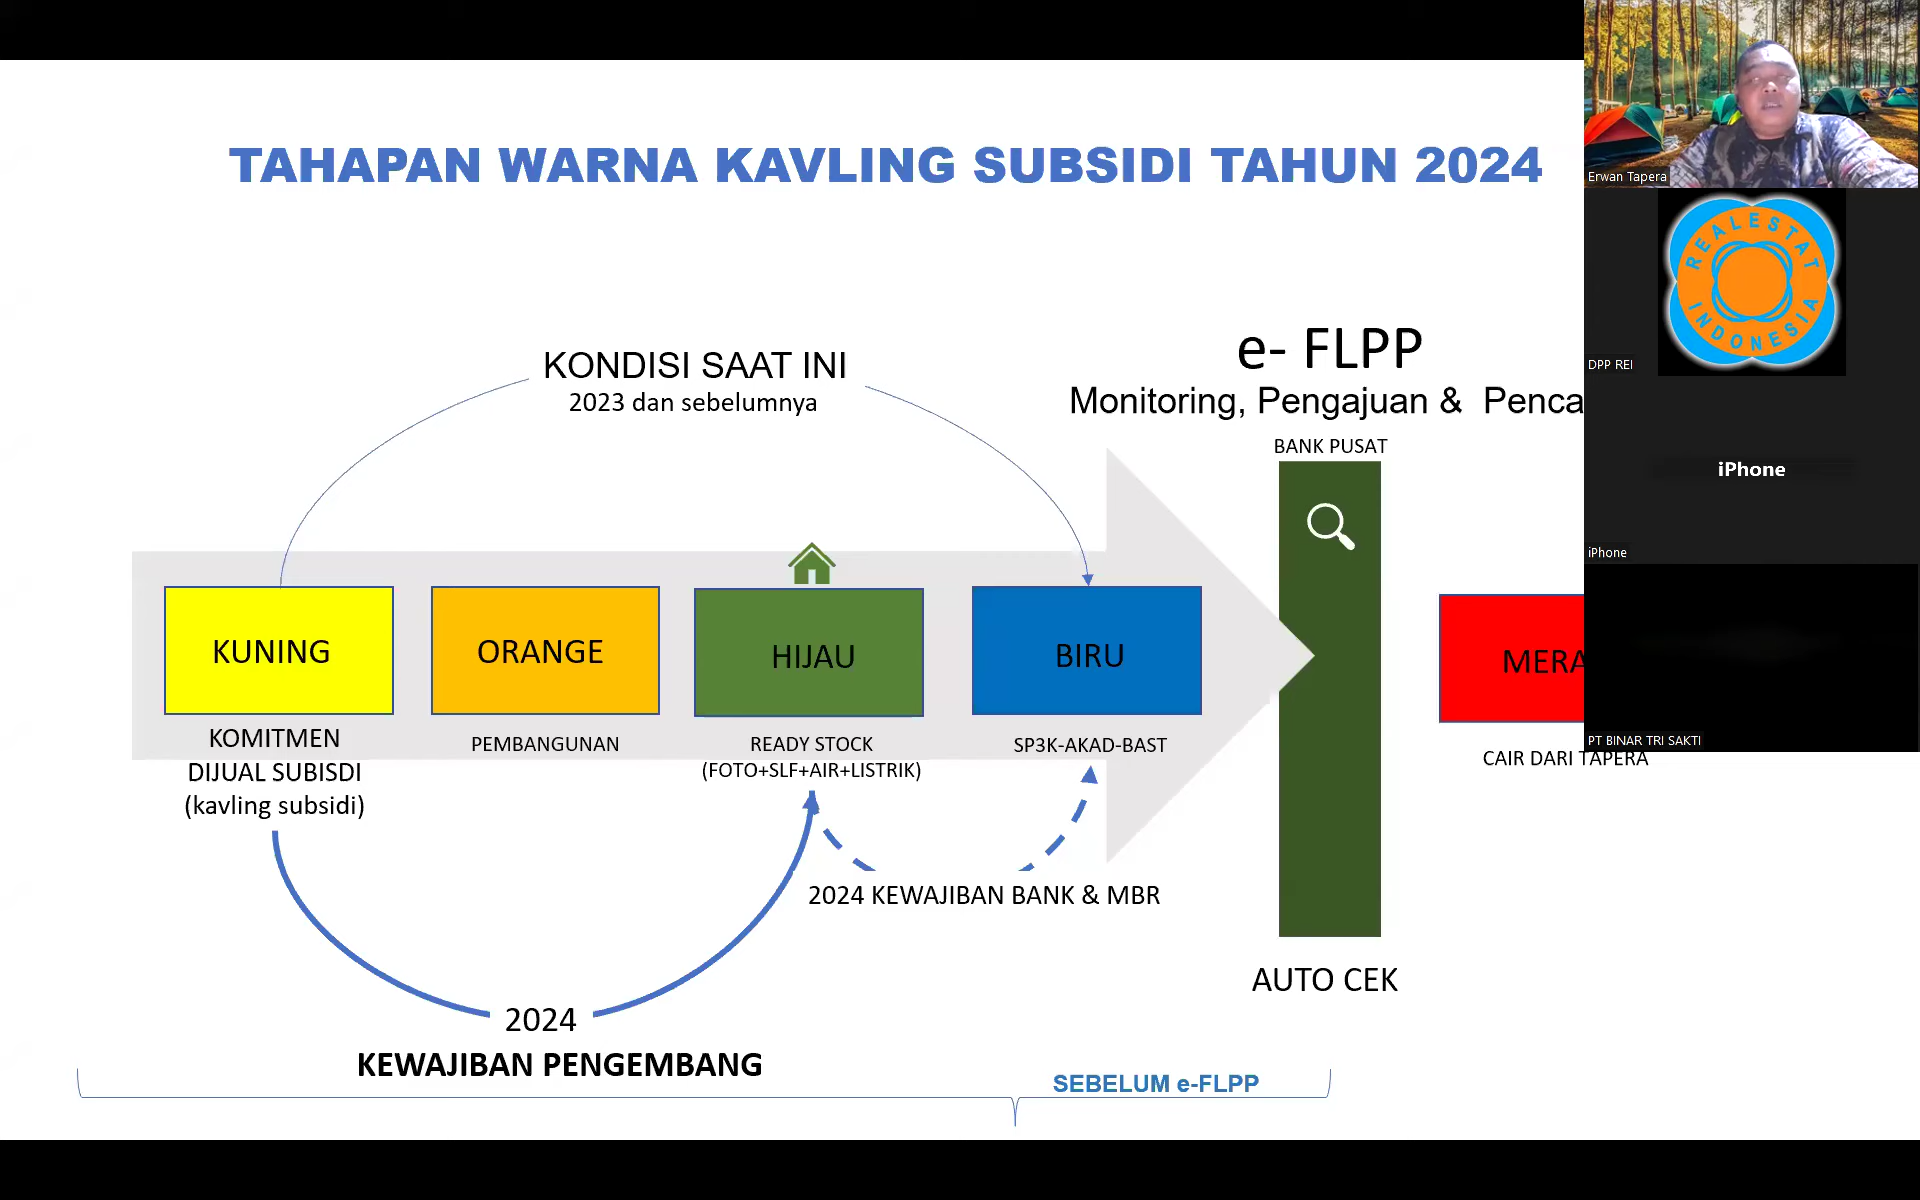 TAHAPAN WARNA KAVLING SUBSIDI TAHUN 2024
KONDISI SAAT INI
2023 dan sebelumnya
e- FLPP
Monitoring, Pengajuan & Penca
BANK PUSAT
KUNING
ORANGE
HIJAU
BIRU
MERA
KOMITMEN
DIJUAL SUBISDI
(kavling subsidi)
PEMBANGUNAN
READY STOCK
(FOTO+SLF+AIR+LISTRIK)
SP3K-AKAD-BAST
CAIR DARI TAPERA
2024 KEWAJIBAN BANK & MBR
AUTO CEK
2024
KEWAJIBAN PENGEMBANG
SEBELUM e-FLPP
Erwan Tapera
REALESTAT
INDONESIA
DPP REI
iPhone
iPhone
PT BINAR TRI SAKTI